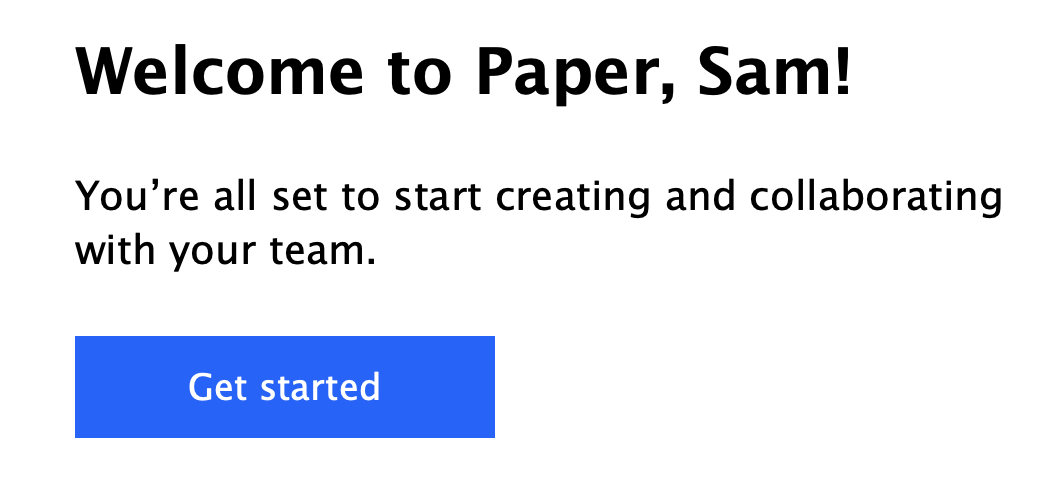 Welcome to Paper, Sam!
You’re all set to start creating and collaborating
with your team.
Get started